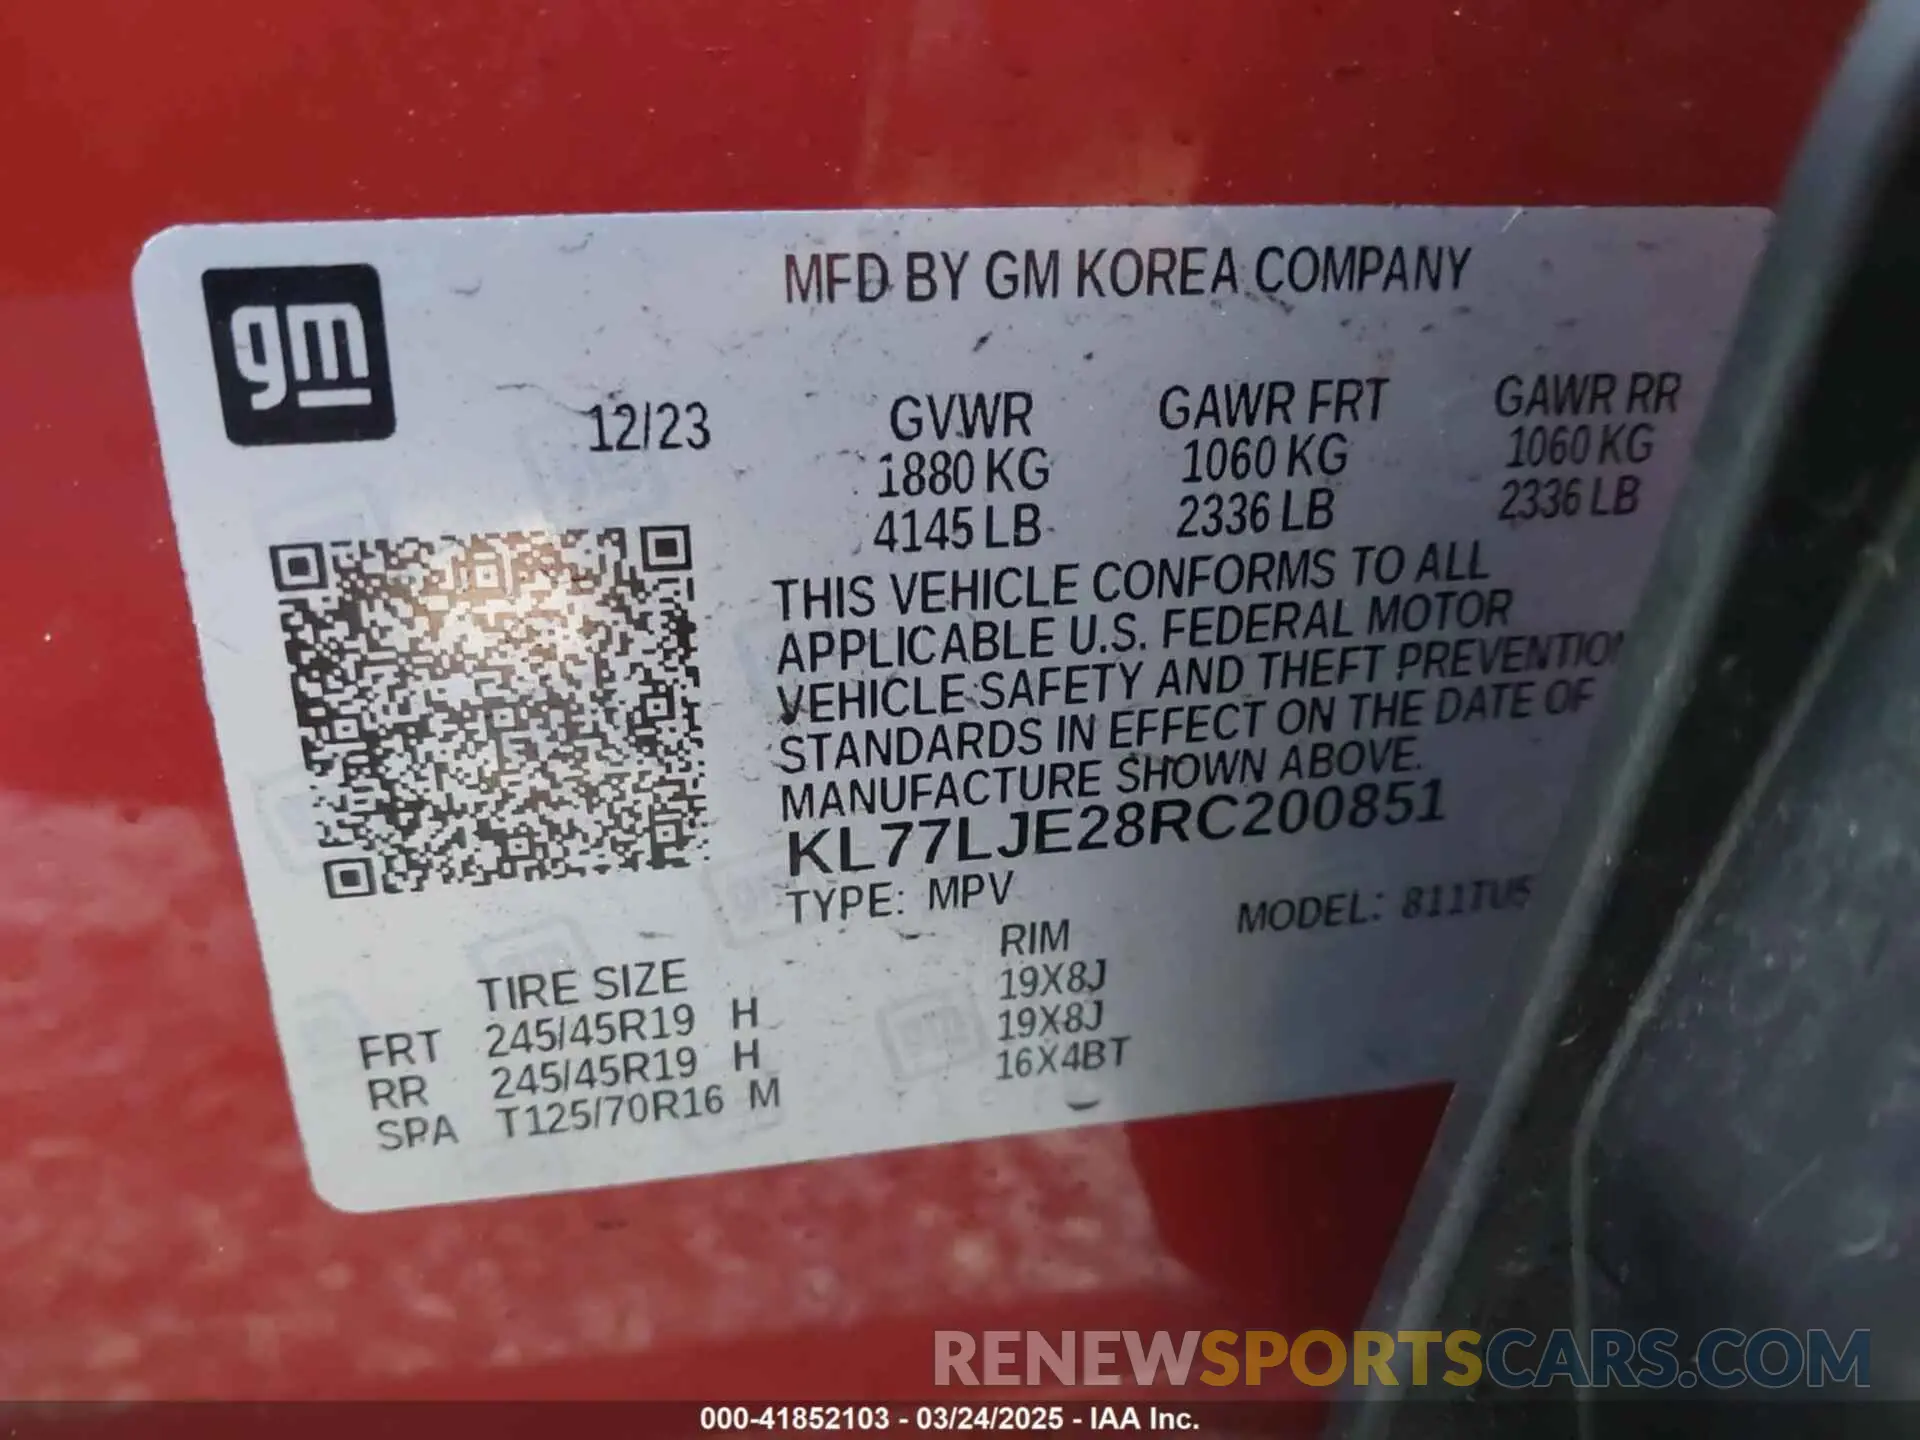 gm
MFD BY GM KOREA COMPANY
12/23
GVWR GAWR FRT GAWR RR
1880 KG 1060 KG 1060 KG
4145 LB 2336 LB 2336 LB
THIS VEHICLE CONFORMS TO ALL
APPLICABLE U.S. FEDERAL MOTOR
VEHICLE SAFETY AND THEFT PREVENTION
STANDARDS IN EFFECT ON THE DATE OF
MANUFACTURE SHOWN ABOVE.
KL77LJE28RC200851
TYPE: MPV MODEL: 811TU5
TIRE SIZE RIM
FRT 245/45R19 H 19X8J
RR 245/45R19 H 19X8J
SPA T125/70R16 M 16X4BT
RENEWSPORTSCARS.COM
000-41852103 - 03/24/2025 - IAA Inc.